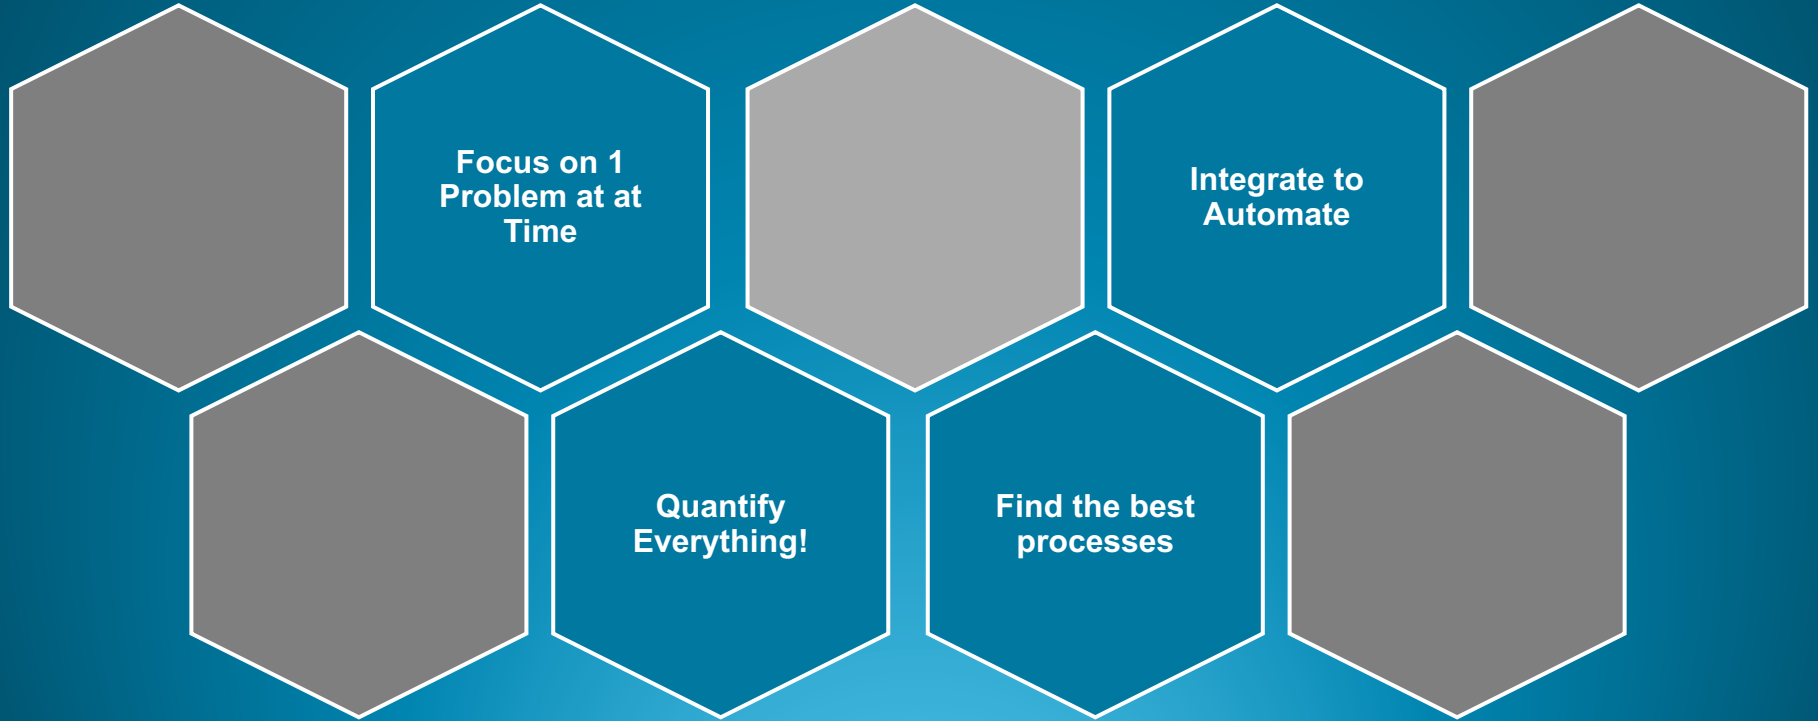 Focus on 1
Problem at at
Time
Integrate to
Automate
Quantify
Everything!
Find the best
processes